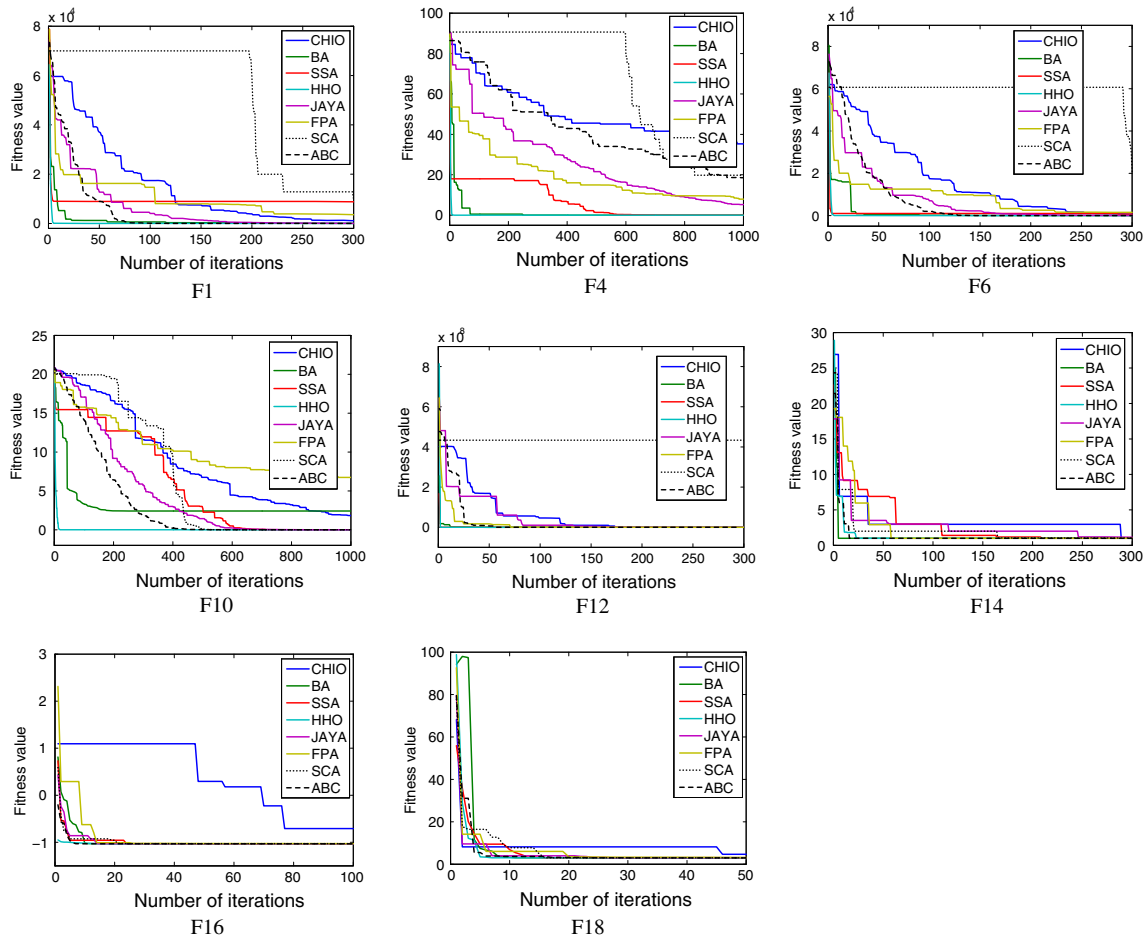 × 10⁴
8
6
4
2
0
Fitness value
0 50 100 150 200 250 300
Number of iterations
CHIO
BA
SSA
HHO
JAYA
FPA
SCA
ABC
F1
100
80
60
40
20
0
Fitness value
0 200 400 600 800 1000
Number of iterations
CHIO
BA
SSA
HHO
JAYA
FPA
SCA
ABC
F4
× 10⁴
8
6
4
2
0
Fitness value
0 50 100 150 200 250 300
Number of iterations
CHIO
BA
SSA
HHO
JAYA
FPA
SCA
ABC
F6
25
20
15
10
5
0
Fitness value
0 200 400 600 800 1000
Number of iterations
CHIO
BA
SSA
HHO
JAYA
FPA
SCA
ABC
F10
× 10⁸
8
6
4
2
0
Fitness value
0 50 100 150 200 250 300
Number of iterations
CHIO
BA
SSA
HHO
JAYA
FPA
SCA
ABC
F12
30
25
20
15
10
5
0
Fitness value
0 50 100 150 200 250 300
Number of iterations
CHIO
BA
SSA
HHO
JAYA
FPA
SCA
ABC
F14
3
2
1
0
−1
Fitness value
0 20 40 60 80 100
Number of iterations
CHIO
BA
SSA
HHO
JAYA
FPA
SCA
ABC
F16
100
80
60
40
20
0
Fitness value
0 10 20 30 40 50
Number of iterations
CHIO
BA
SSA
HHO
JAYA
FPA
SCA
ABC
F18